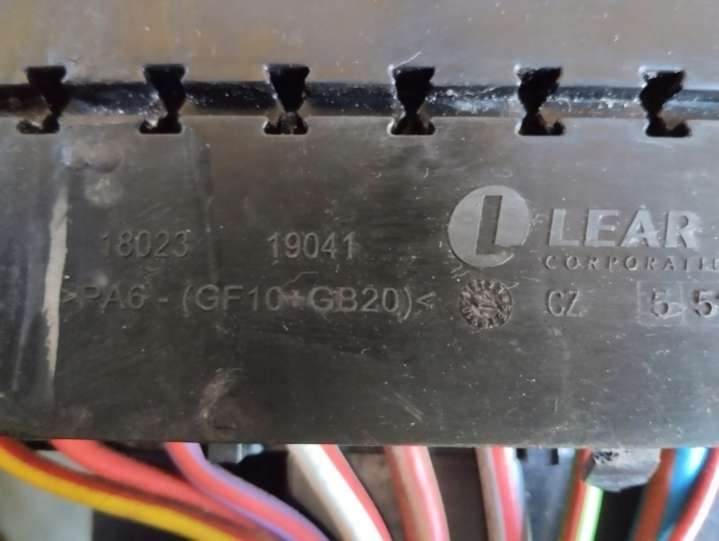 18023 19041 LEAR
CORPORATI
>PA6-(GF10+GB20)< CZ 5 5